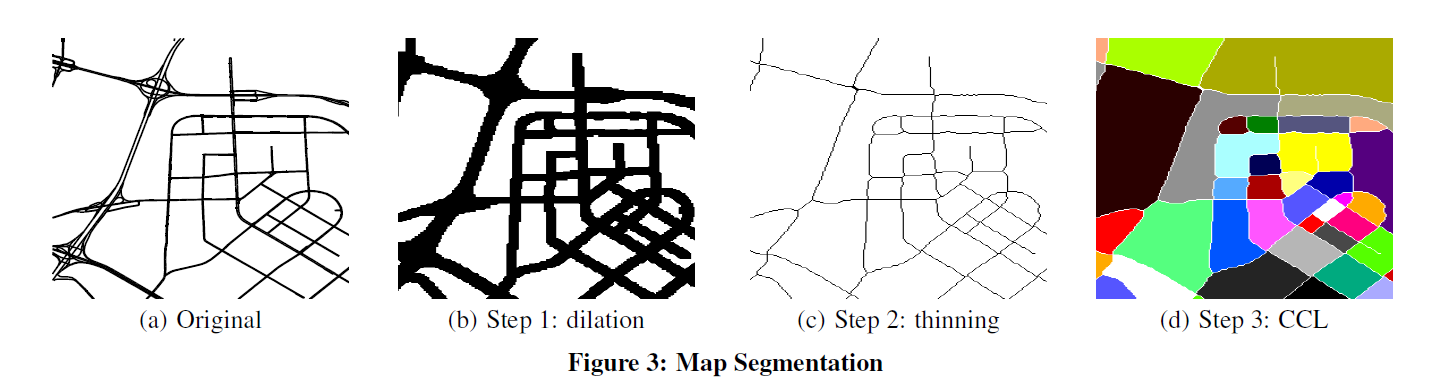 (a) Original
(b) Step 1: dilation
(c) Step 2: thinning
(d) Step 3: CCL
Figure 3: Map Segmentation